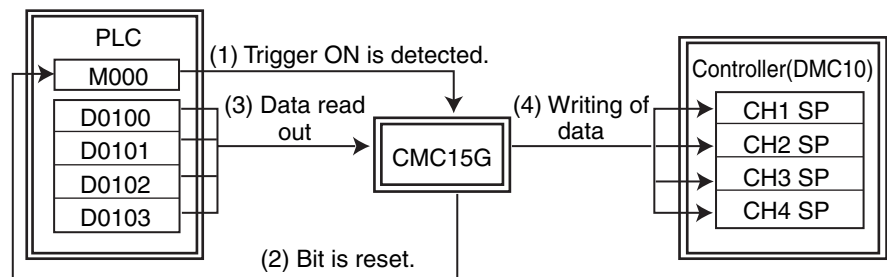 PLC
M000
D0100
D0101
D0102
D0103
(1) Trigger ON is detected.
(3) Data read
out
CMC15G
(4) Writing of
data
Controller(DMC10)
CH1 SP
CH2 SP
CH3 SP
CH4 SP
(2) Bit is reset.